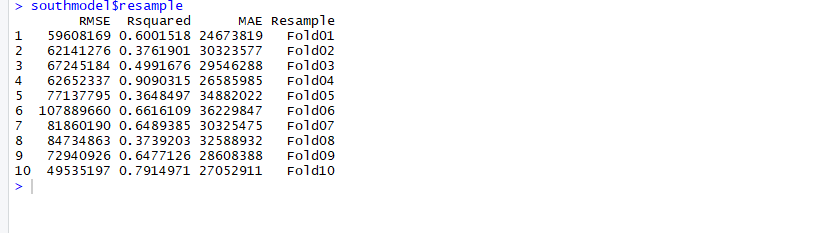 > southmodel$resample
        RMSE  Rsquared      MAE Resample
1   59608169 0.6001518 24673819   Fold01
2   62141276 0.3761901 30323577   Fold02
3   67245184 0.4991676 29546288   Fold03
4   62652337 0.9090315 26585985   Fold04
5   77137795 0.3648497 34882022   Fold05
6  107889660 0.6616109 36229847   Fold06
7   81860190 0.6489385 30325475   Fold07
8   84734863 0.3739203 32588932   Fold08
9   72940926 0.6477126 28608388   Fold09
10  49535197 0.7914971 27052911   Fold10
>